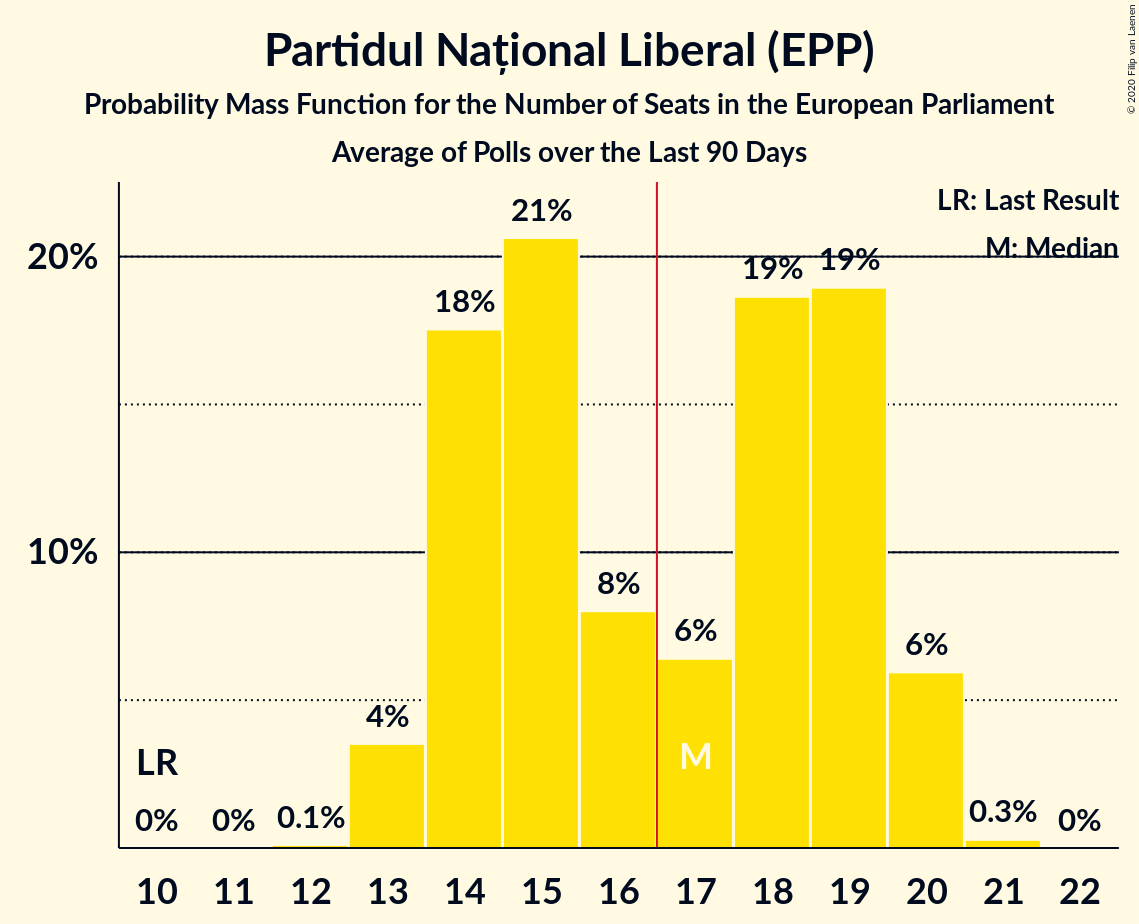 Partidul Național Liberal (EPP)
Probability Mass Function for the Number of Seats in the European Parliament
Average of Polls over the Last 90 Days
© 2020 Filip van Laenen
LR: Last Result
M: Median
20%
10%
21%
18%
19%
19%
8%
6%
6%
4%
LR
M
0%
0%
0.1%
0.3%
0%
10 11 12 13 14 15 16 17 18 19 20 21 22